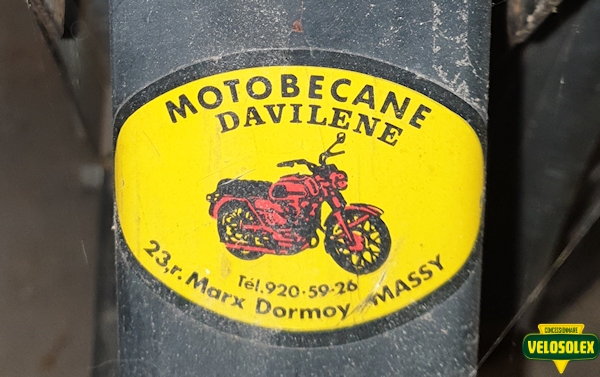 MOTOBECANE
DAVILENE
Tél.920-59-26
23,r. Marx Dormoy MASSY
CONCESSIONNAIRE
VELOSOLEX